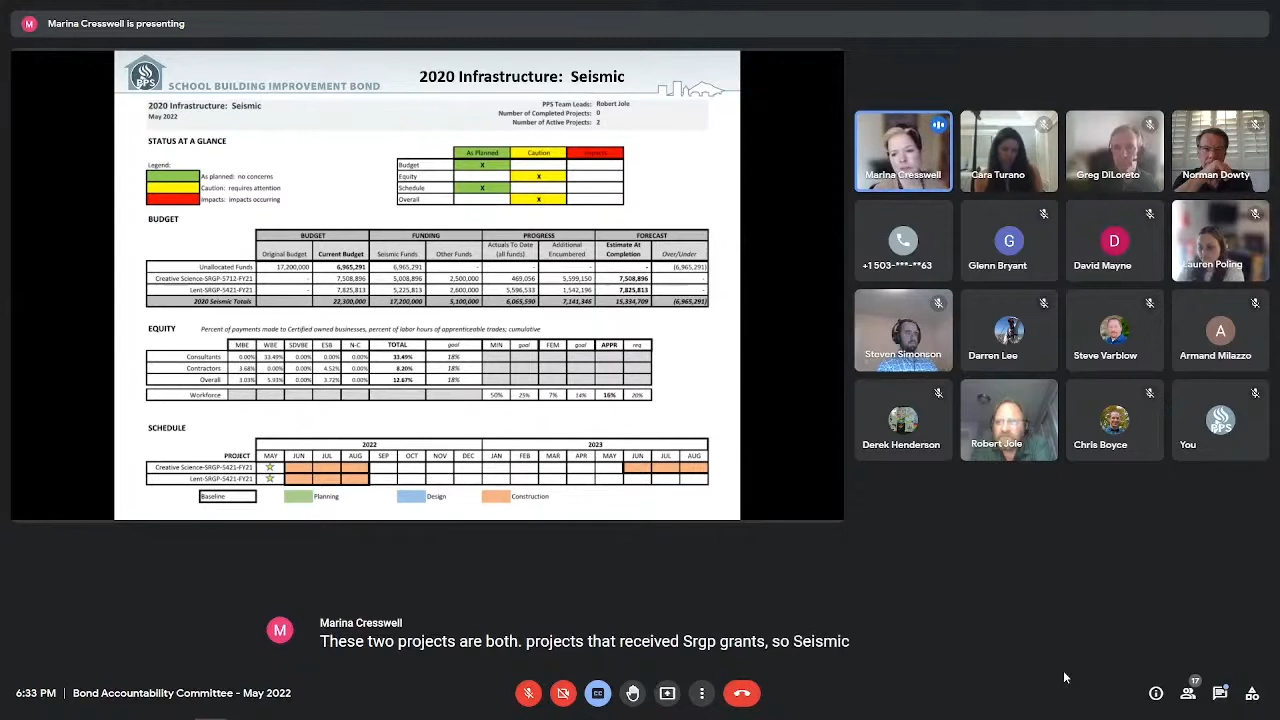 M Marina Cresswell is presenting
BPS
SCHOOL BUILDING IMPROVEMENT BOND
2020 Infrastructure: Seismic
2020 Infrastructure: Seismic
May 2022
PPS Team Leads: Robert Jole
Number of Completed Projects: 0
Number of Active Projects: 2
STATUS AT A GLANCE
Legend:
As planned: no concerns
Caution: requires attention
Impacts: impacts occurring
As Planned Caution Impacts
Budget X
Equity X
Schedule X
Overall X
BUDGET
BUDGET FUNDING PROGRESS FORECAST
Original Budget Current Budget Seismic Funds Other Funds Actuals To Date (all funds) Additional Encumbered Estimate At Completion Over/Under
Unallocated Funds 17,200,000 6,965,291 6,965,291 - - - - (6,965,291)
Creative Science-SRGP-5712-FY21 - 7,508,896 5,008,896 2,500,000 469,056 5,599,150 7,508,896 -
Lent-SRGP-5421-FY21 - 7,825,813 5,225,813 2,600,000 5,596,533 1,542,196 7,825,813 -
2020 Seismic Totals 22,300,000 17,200,000 5,100,000 6,065,590 7,141,346 15,334,709 (6,965,291)
EQUITY Percent of payments made to Certified owned businesses, percent of labor hours of apprenticeable trades; cumulative
MBE WBE SDVBE ESB N-C TOTAL goal MIN goal FEM goal APPR req
Consultants 0.00% 33.49% 0.00% 0.00% 0.00% 33.49% 18%
Contractors 3.68% 0.00% 0.00% 4.52% 0.00% 8.20% 18%
Overall 3.03% 5.93% 0.00% 3.72% 0.00% 12.67% 18%
Workforce 50% 25% 7% 14% 16% 20%
SCHEDULE
2022 2023
PROJECT MAY JUN JUL AUG SEP OCT NOV DEC JAN FEB MAR APR MAY JUN JUL AUG
Creative Science-SRGP-5421-FY21
Lent-SRGP-5421-FY21
Baseline Planning Design Construction
Marina Cresswell Cara Turano Greg DiLoreto Norman Dowty
+1 503-***-**63 G Glenn Bryant D David Mayne Lauren Poling
Steven Simonson Darren Lee Steve Effros A Armand Milazzo
Derek Henderson Robert Jole Chris Boyce PPS You
M Marina Cresswell
These two projects are both. projects that received Srgp grants, so Seismic
6:33 PM | Bond Accountability Committee - May 2022
CC
17